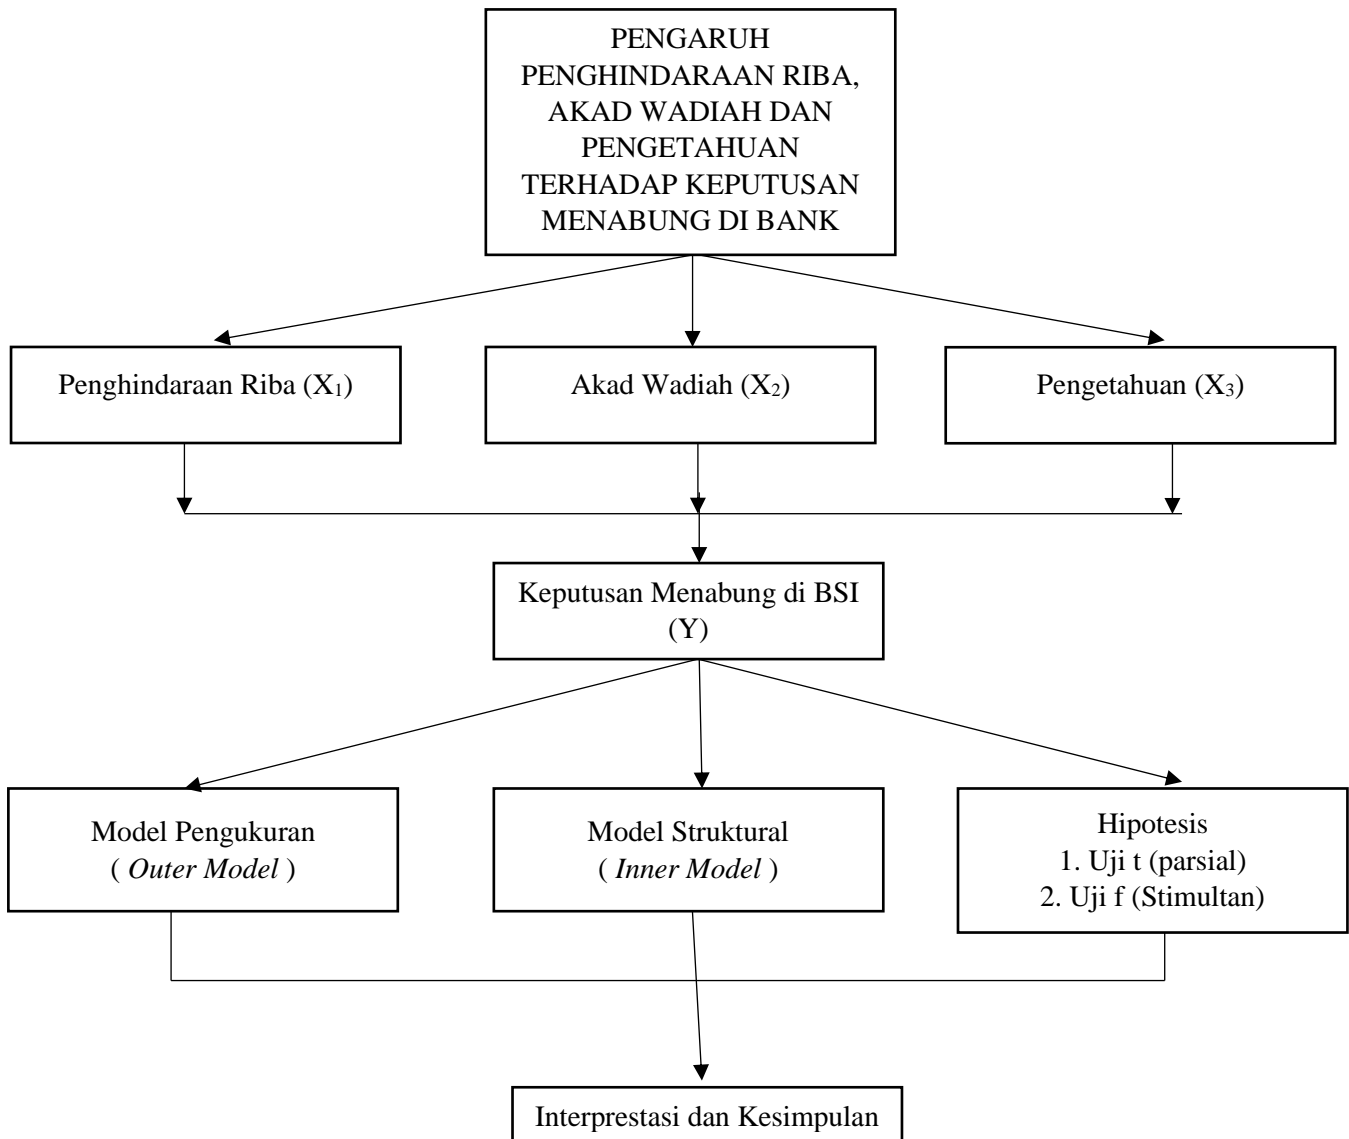 PENGARUH
PENGHINDARAAN RIBA,
AKAD WADIAH DAN
PENGETAHUAN
TERHADAP KEPUTUSAN
MENABUNG DI BANK
Penghindaraan Riba (X₁)
Akad Wadiah (X₂)
Pengetahuan (X₃)
Keputusan Menabung di BSI
(Y)
Model Pengukuran
( Outer Model )
Model Struktural
( Inner Model )
Hipotesis
1. Uji t (parsial)
2. Uji f (Stimultan)
Interprestasi dan Kesimpulan